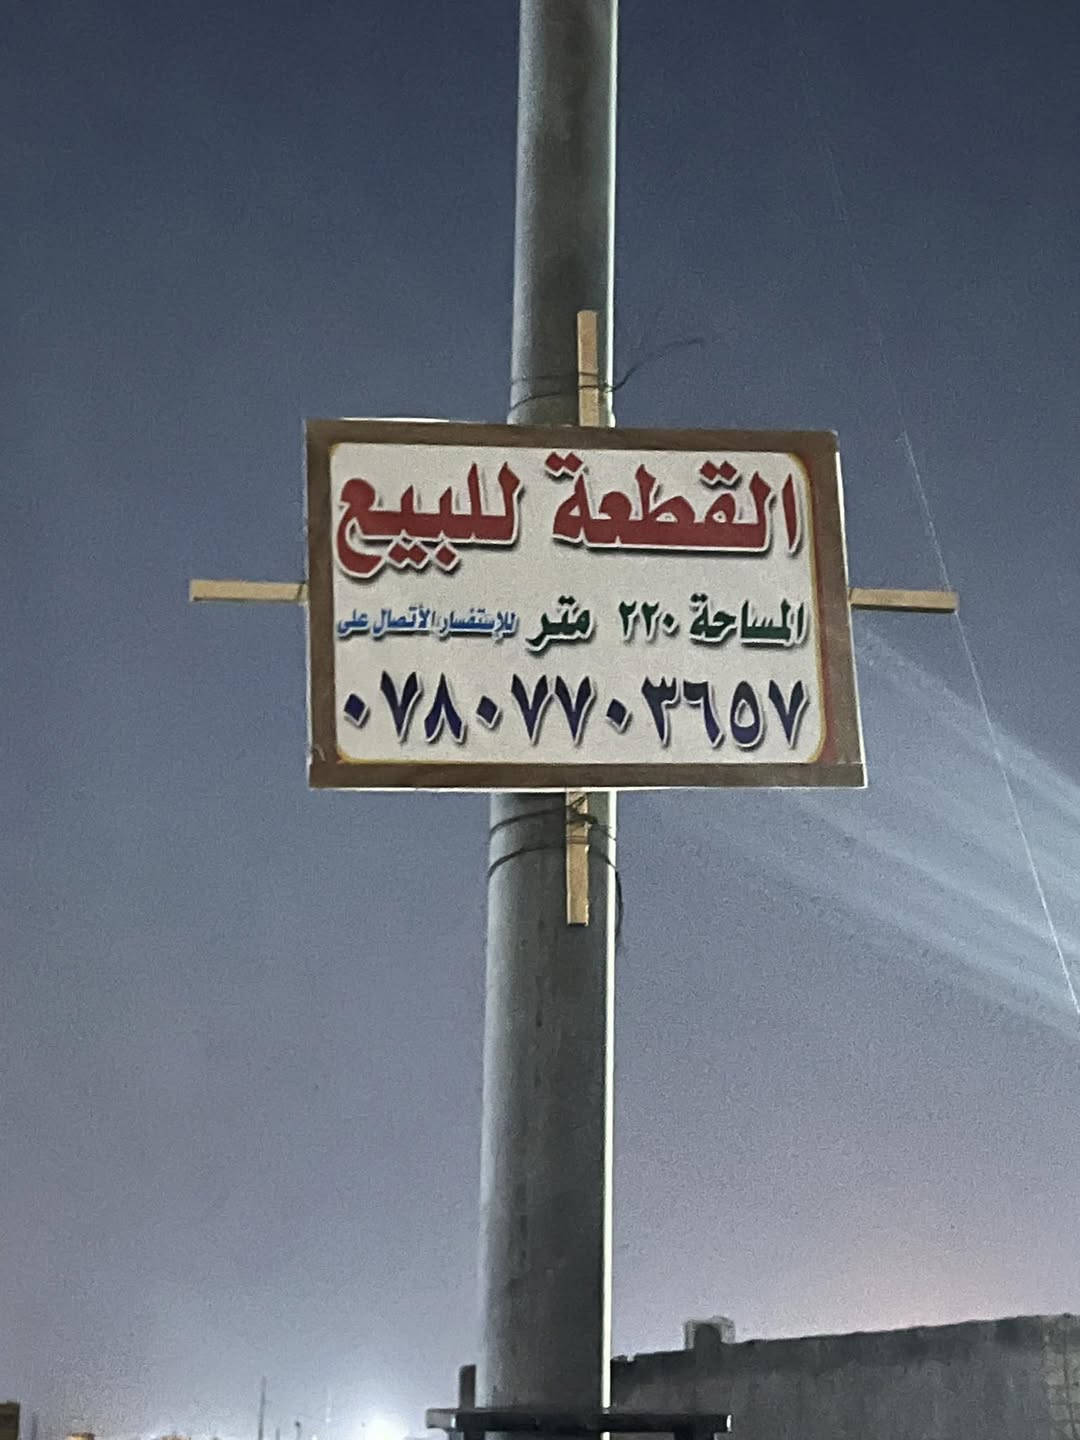 القطعة للبيع
المساحة ٢٢٠ متر للإستفسار الأتصال على
٠٧٨٠٧٧٠٣٦٥٧